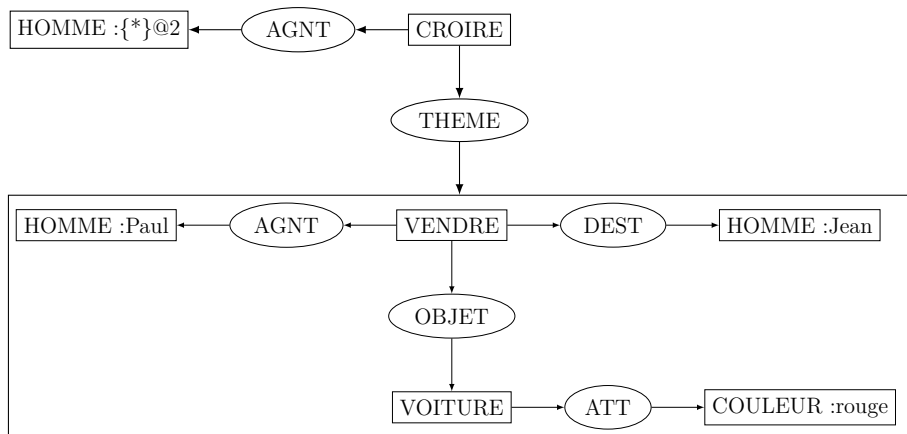 HOMME :{*}@2 AGNT CROIRE
THEME
HOMME :Paul AGNT VENDRE DEST HOMME :Jean
OBJET
VOITURE ATT COULEUR :rouge